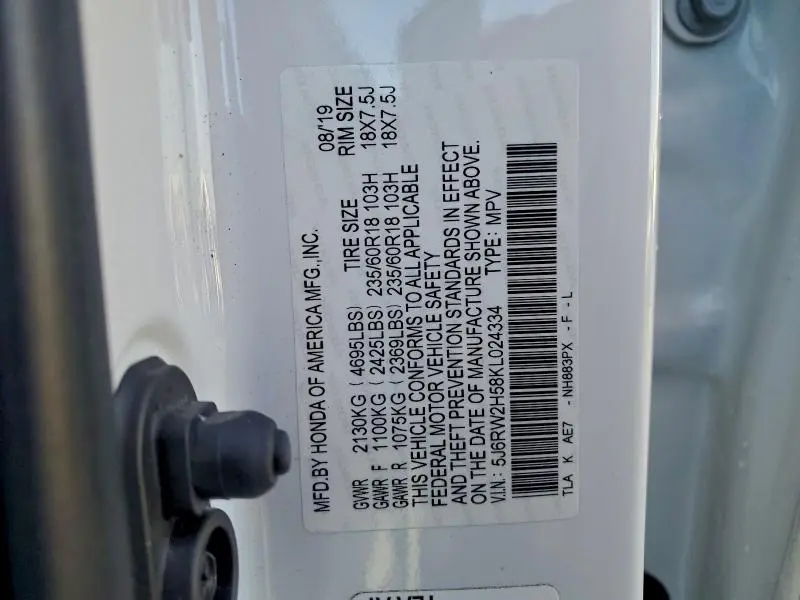 MFD.BY HONDA OF AMERICA MFG.,INC. 08/19
GVWR 2130KG (4695LBS) TIRE SIZE RIM SIZE
GAWR F 1100KG (2425LBS) 235/60R18 103H 18X7.5J
GAWR R 1075KG (2369LBS) 235/60R18 103H 18X7.5J
THIS VEHICLE CONFORMS TO ALL APPLICABLE
FEDERAL MOTOR VEHICLE SAFETY
AND THEFT PREVENTION STANDARDS IN EFFECT
ON THE DATE OF MANUFACTURE SHOWN ABOVE.
V.I.N.: 5J6RW2H58KL024334 TYPE: MPV
TLA K AE7 - NH883PX - F - L